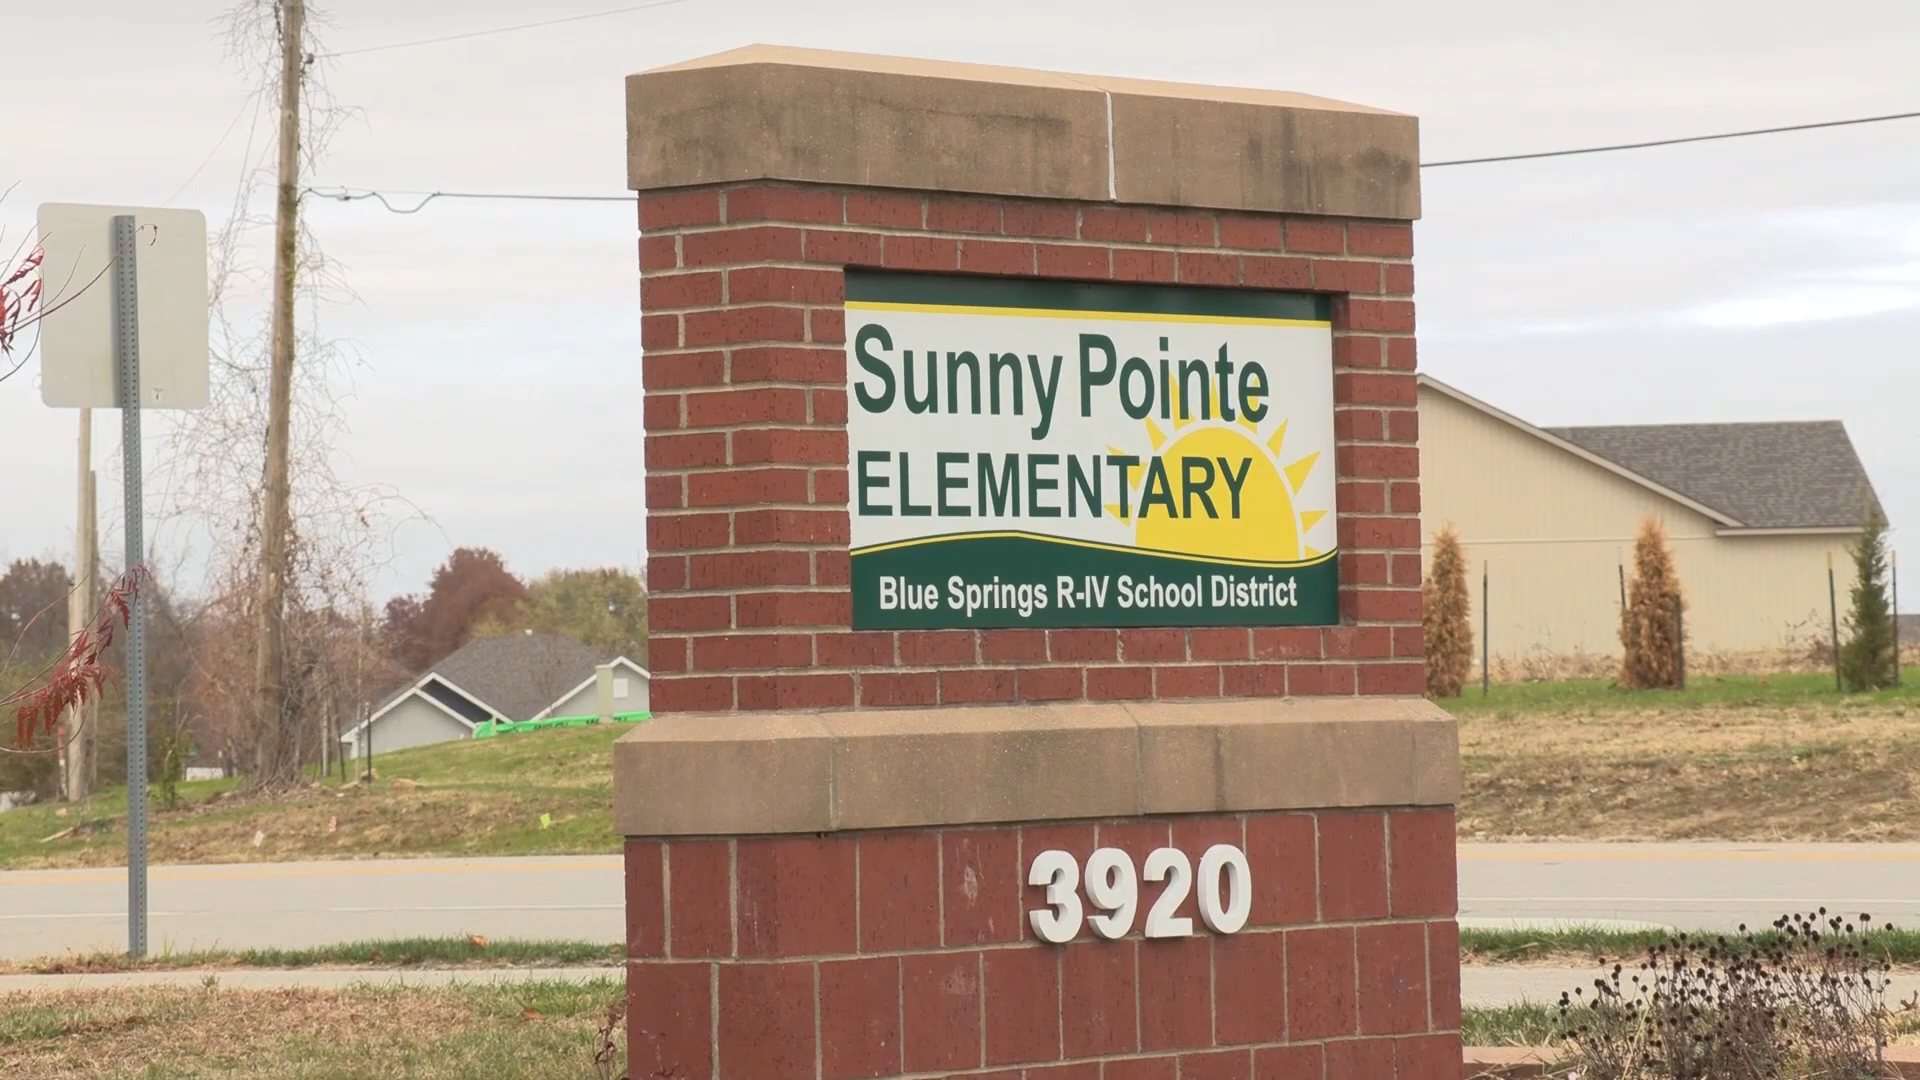 Sunny Pointe
ELEMENTARY
Blue Springs R-IV School District
3920